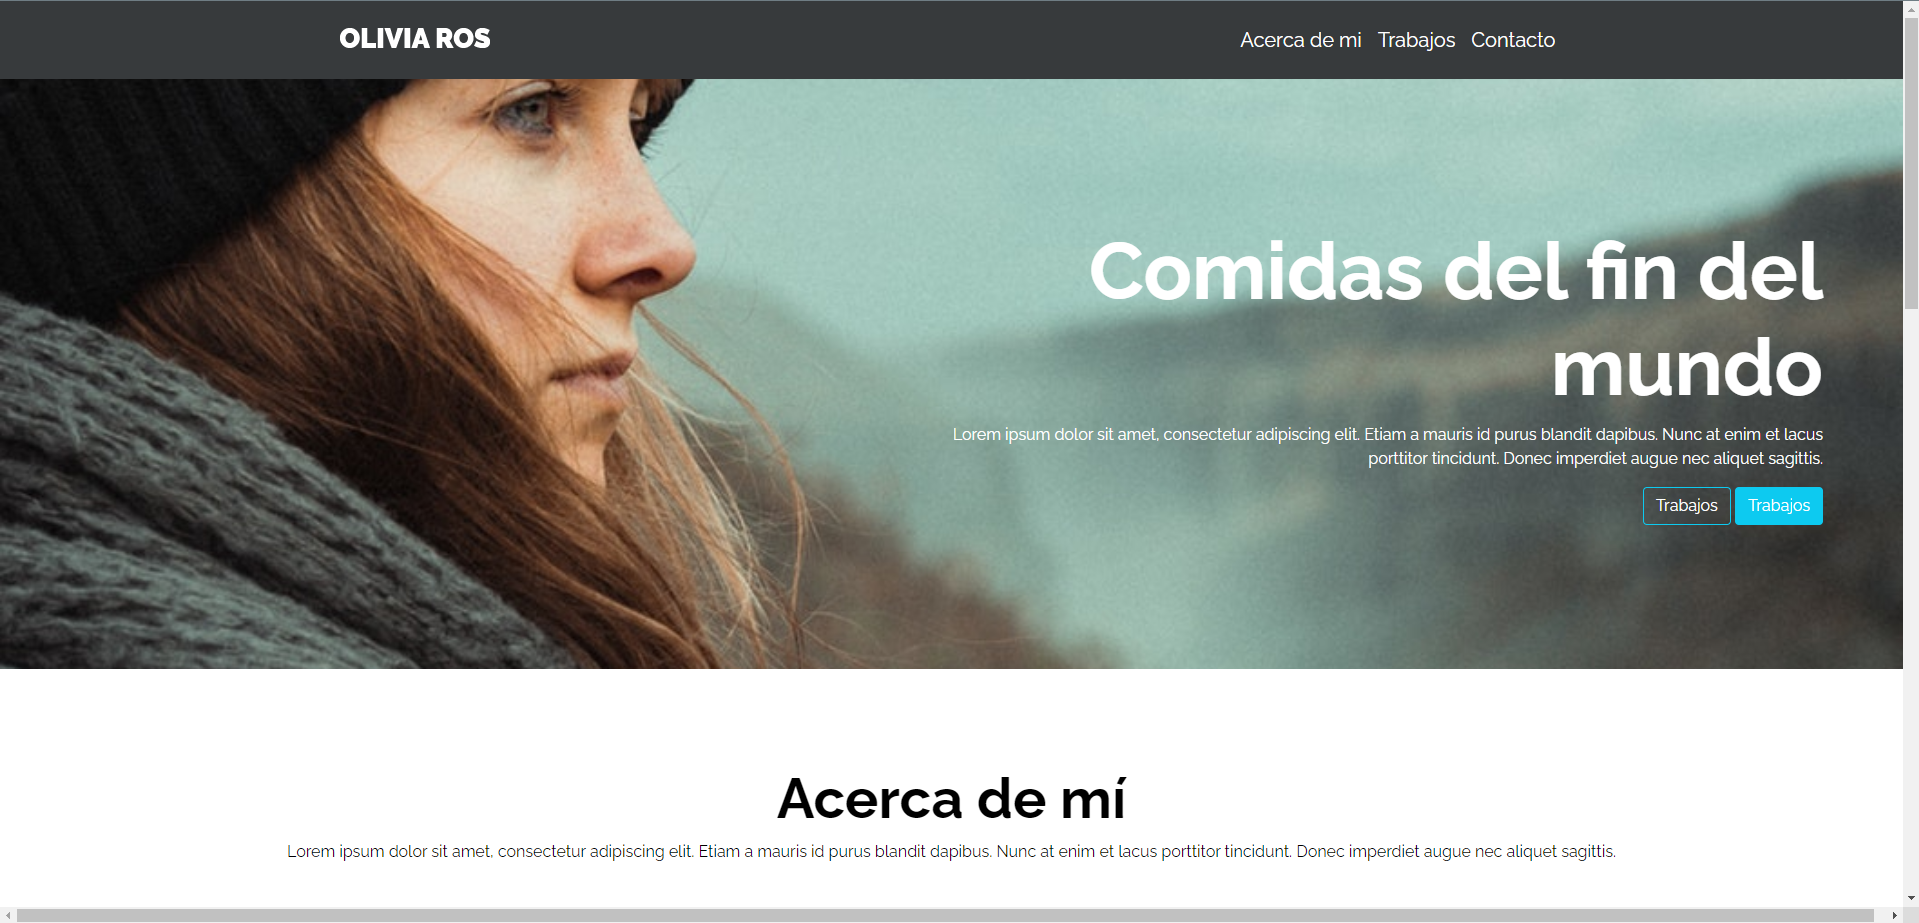 OLIVIA ROS
Acerca de mi Trabajos Contacto
Comidas del fin del
mundo
Lorem ipsum dolor sit amet, consectetur adipiscing elit. Etiam a mauris id purus blandit dapibus. Nunc at enim et lacus
porttitor tincidunt. Donec imperdiet augue nec aliquet sagittis.
Trabajos Trabajos
Acerca de mí
Lorem ipsum dolor sit amet, consectetur adipiscing elit. Etiam a mauris id purus blandit dapibus. Nunc at enim et lacus porttitor tincidunt. Donec imperdiet augue nec aliquet sagittis.